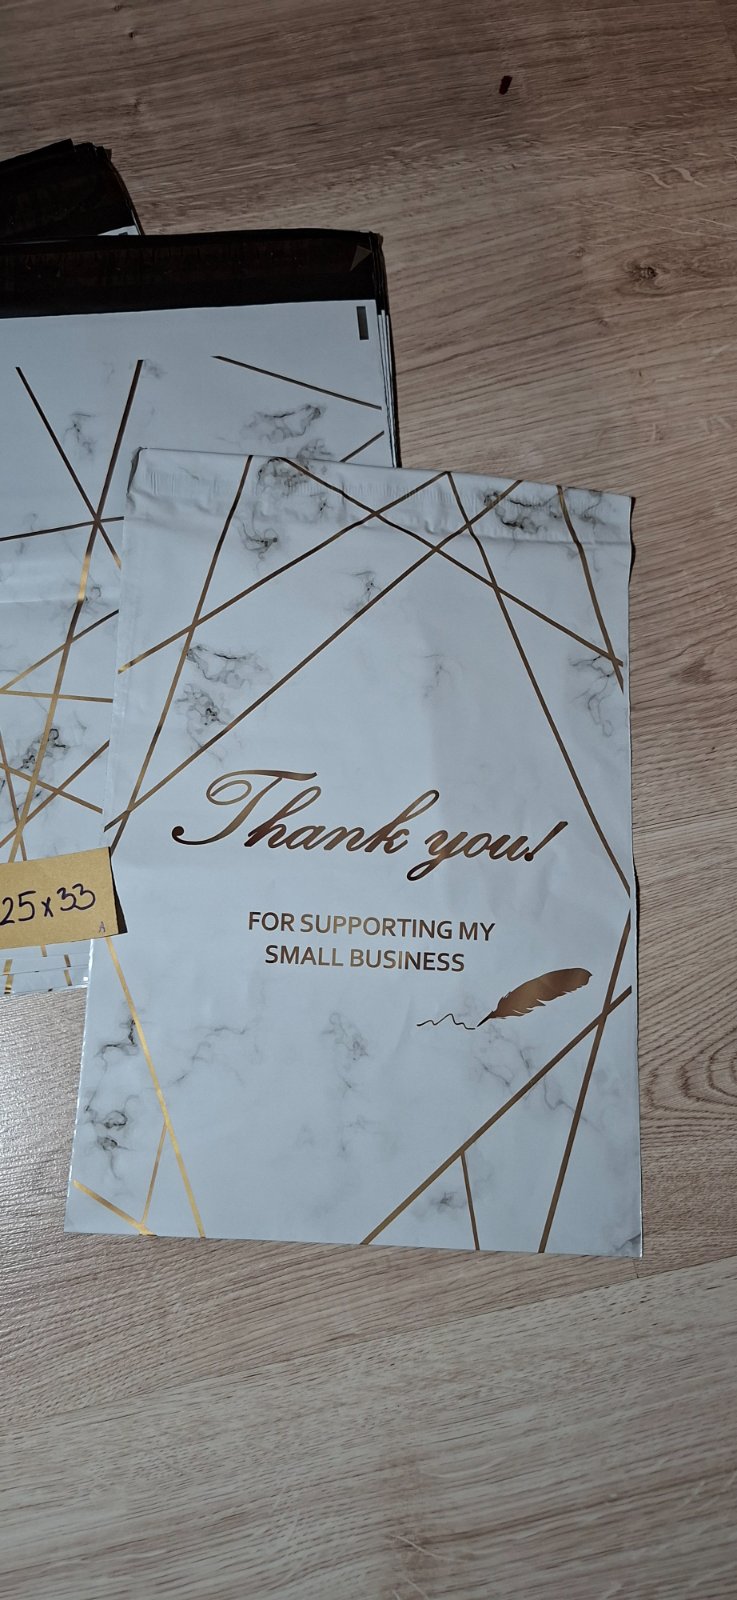 Thank you!
FOR SUPPORTING MY
SMALL BUSINESS
25x33
A